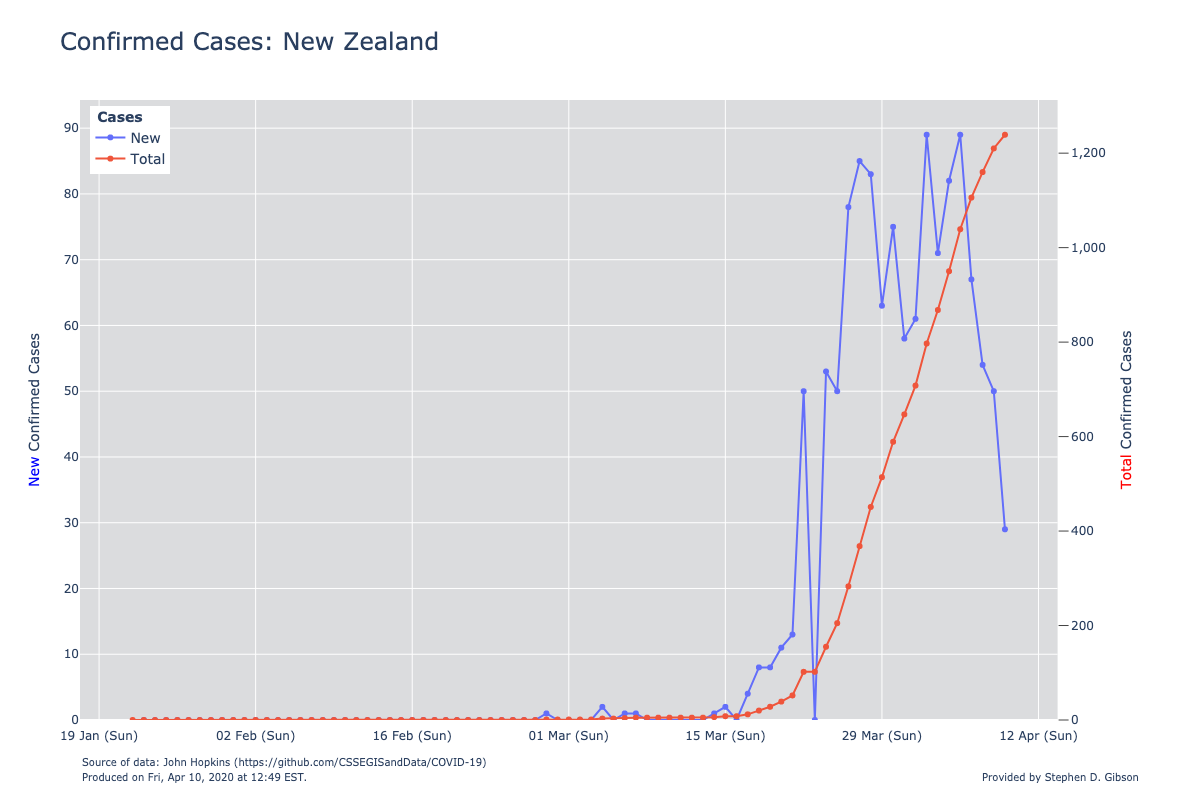 Confirmed Cases: New Zealand
Cases
New
Total
90
80
70
60
50
40
30
20
10
0
New Confirmed Cases
1,200
1,000
800
600
400
200
0
Total Confirmed Cases
19 Jan (Sun)
02 Feb (Sun)
16 Feb (Sun)
01 Mar (Sun)
15 Mar (Sun)
29 Mar (Sun)
12 Apr (Sun)
Source of data: John Hopkins (https://github.com/CSSEGISandData/COVID-19)
Produced on Fri, Apr 10, 2020 at 12:49 EST.
Provided by Stephen D. Gibson